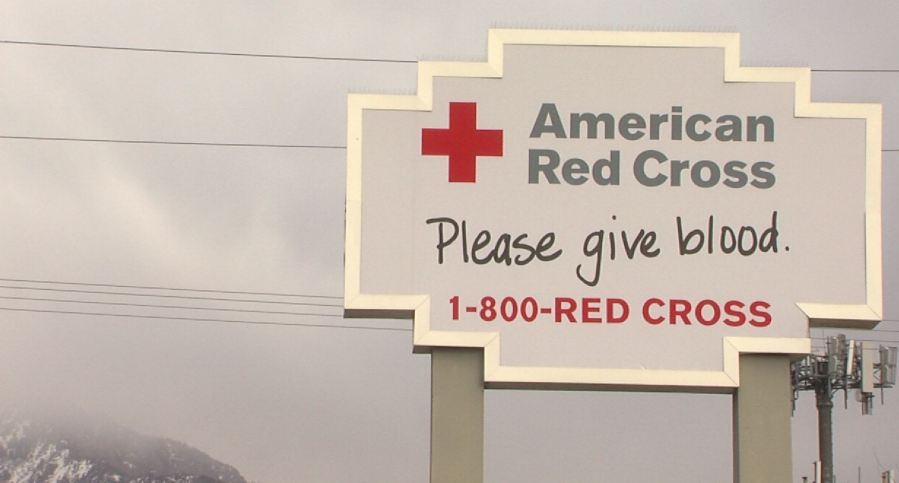 American
Red Cross
Please give blood.
1-800-RED CROSS